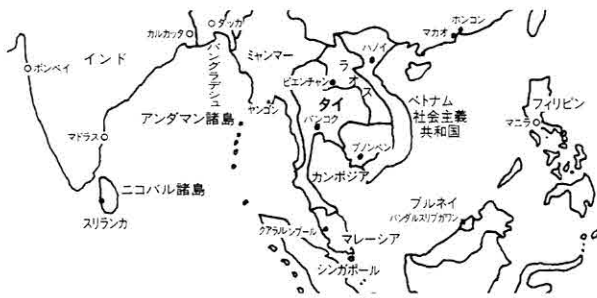 ホンコン
ダッカ
カルカッタ
マカオ
ハノイ
ミャンマー
インド
バングラデシュ
ラオス
ボンベイ
ビエンチャン
タイ
ベトナム
社会主義
共和国
フィリピン
ヤンゴン
アンダマン諸島
バンコク
マニラ
マドラス
プノンペン
カンボジア
ニコバル諸島
ブルネイ
バンダルスリブガワン
スリランカ
クアラルンプール
マレーシア
シンガポール